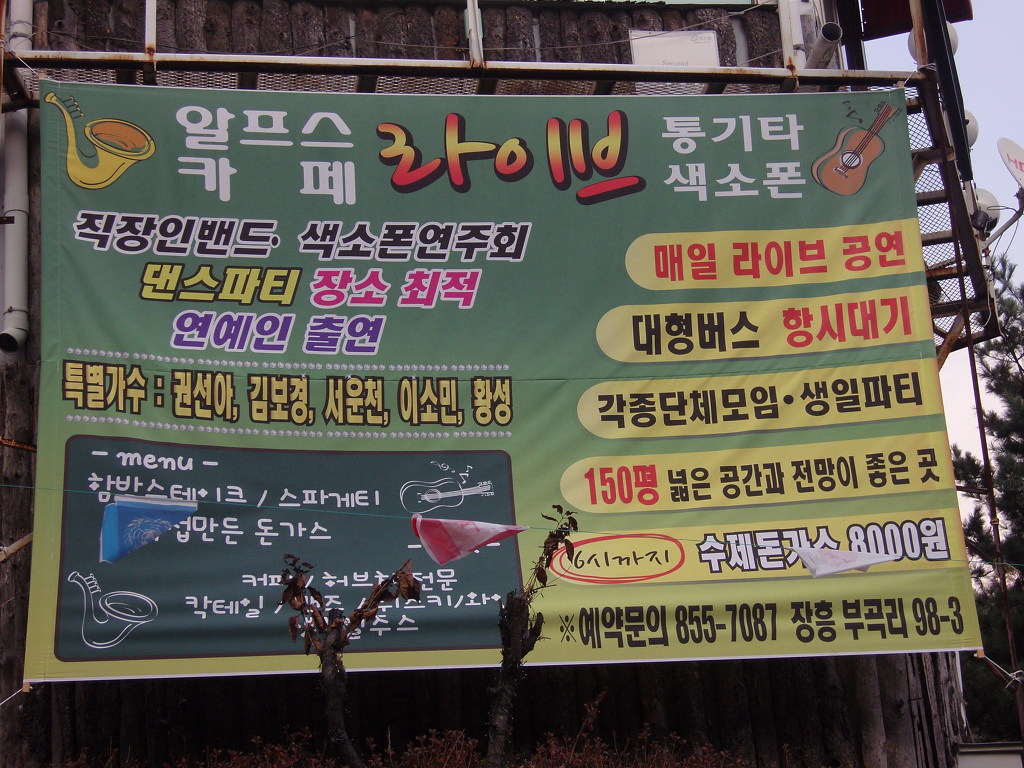 알프스
카 페
라이브
통기타
색소폰
직장인밴드· 색소폰연주회
댄스파티 장소 최적
연예인 출연
특별가수 : 권선아, 김보경, 서운천, 이소민, 황성
매일 라이브 공연
대형버스 항시대기
각종단체모임·생일파티
150평 넓은 공간과 전망이 좋은 곳
6시까지 수제돈가스 8000원
※예약문의 855-7087 장흥 부곡리 98-3
- menu -
함박스테이크 / 스파게티
돈가스
전문
칵테일